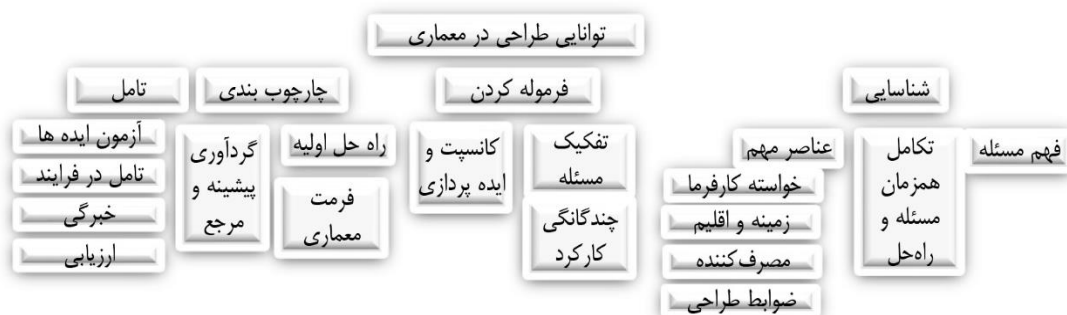 توانایی طراحی در معماری
شناسایی
فرموله کردن
چارچوب بندی
تامل
فهم مسئله
تکامل
همزمان
مسئله و
راه‌حل
عناصر مهم
خواسته کارفرما
زمینه و اقلیم
مصرف‌کننده
ضوابط طراحی
تفکیک
مسئله
چندگانگی
کارکرد
کانسپت و
ایده پردازی
راه حل اولیه
فرمت
معماری
گردآوری
پیشینه و
مرجع
آزمون ایده ها
تامل در فرایند
خبرگی
ارزیابی